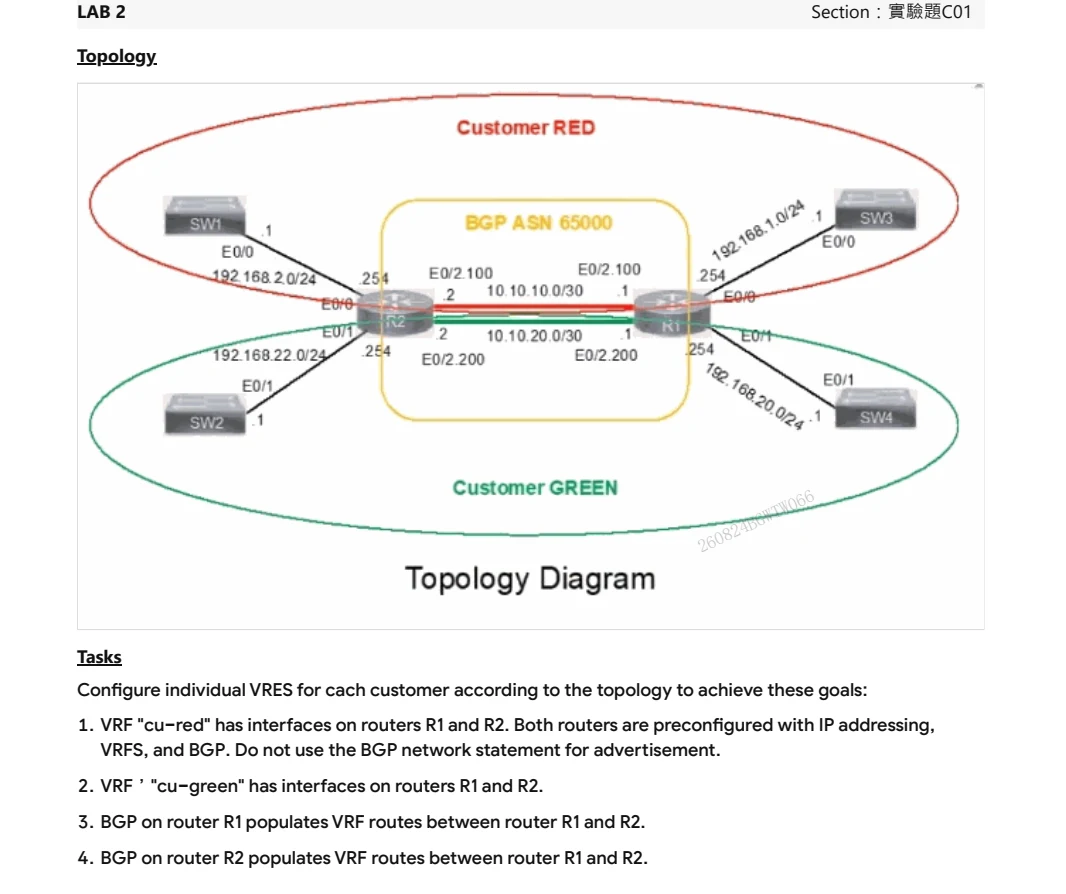 LAB 2
Section：實驗題C01
Topology
Customer RED
SW1
.1
E0/0
192.168.2.0/24
.254
E0/0
BGP ASN 65000
E0/2.100
E0/2.100
.2
10.10.10.0/30
.1
192.168.1.0/24
.1
SW3
E0/0
.254
E0/0
R2
R1
E0/1
192.168.22.0/24
.254
E0/1
SW2
.1
.2
10.10.20.0/30
.1
E0/2.200
E0/2.200
.254
E0/1
192.168.20.0/24
E0/1
.1
SW4
Customer GREEN
260824BGWTW066
Topology Diagram
Tasks
Configure individual VRES for cach customer according to the topology to achieve these goals:
1. VRF "cu-red" has interfaces on routers R1 and R2. Both routers are preconfigured with IP addressing,
VRFS, and BGP. Do not use the BGP network statement for advertisement.
2. VRF＇"cu-green" has interfaces on routers R1 and R2.
3. BGP on router R1 populates VRF routes between router R1 and R2.
4. BGP on router R2 populates VRF routes between router R1 and R2.